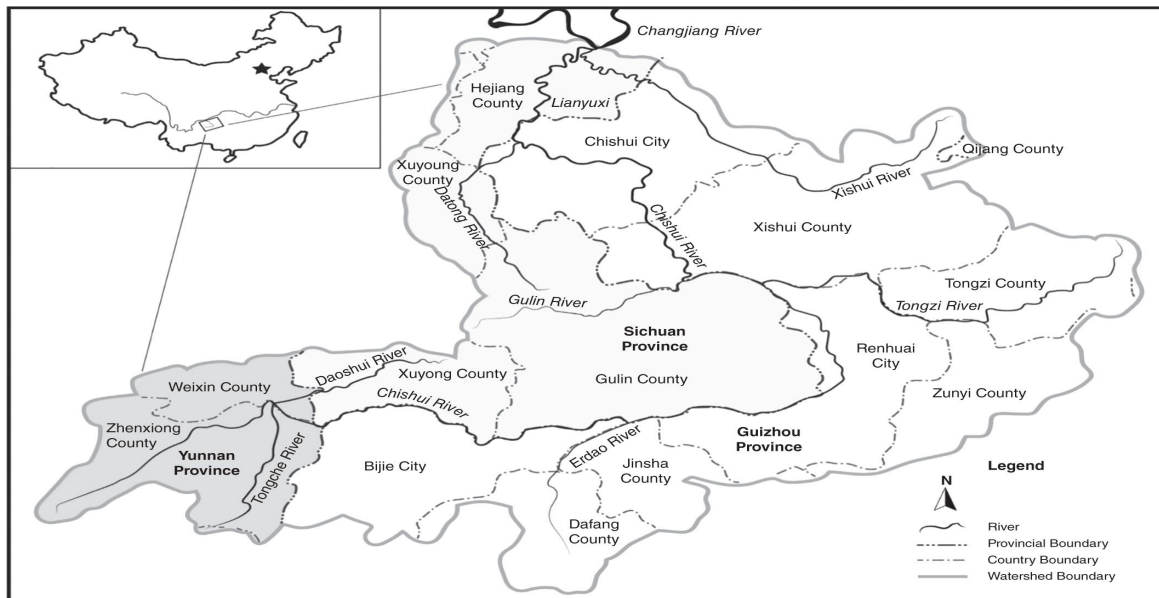 Changjiang River
Hejiang
County
Lianyuxi
Chishui City
Qijang County
Xuyoung
County
Xishui River
Datong River
Chishui River
Xishui County
Tongzi County
Gulin River
Tongzi River
Sichuan
Province
Renhuai
City
Daoshui River
Xuyong County
Gulin County
Weixin County
Zunyi County
Chishui River
Zhenxiong
County
Yunnan
Province
Tongche River
Bijie City
Erdao River
Guizhou
Province
Jinsha
County
Dafang
County
Legend
N
River
Provincial Boundary
Country Boundary
Watershed Boundary